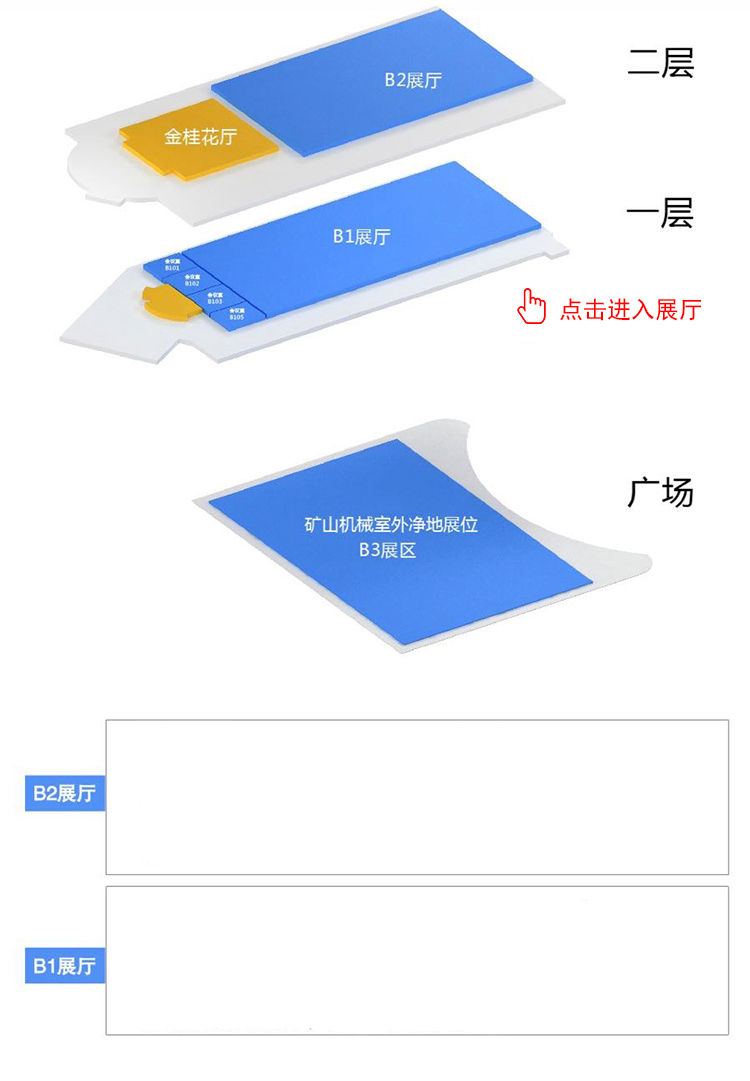 二层
B2展厅
金桂花厅
一层
B1展厅
会议室
B101
会议室
B102
会议室
B103
会议室
B105
点击进入展厅
广场
矿山机械室外净地展位
B3展区
B2展厅
B1展厅